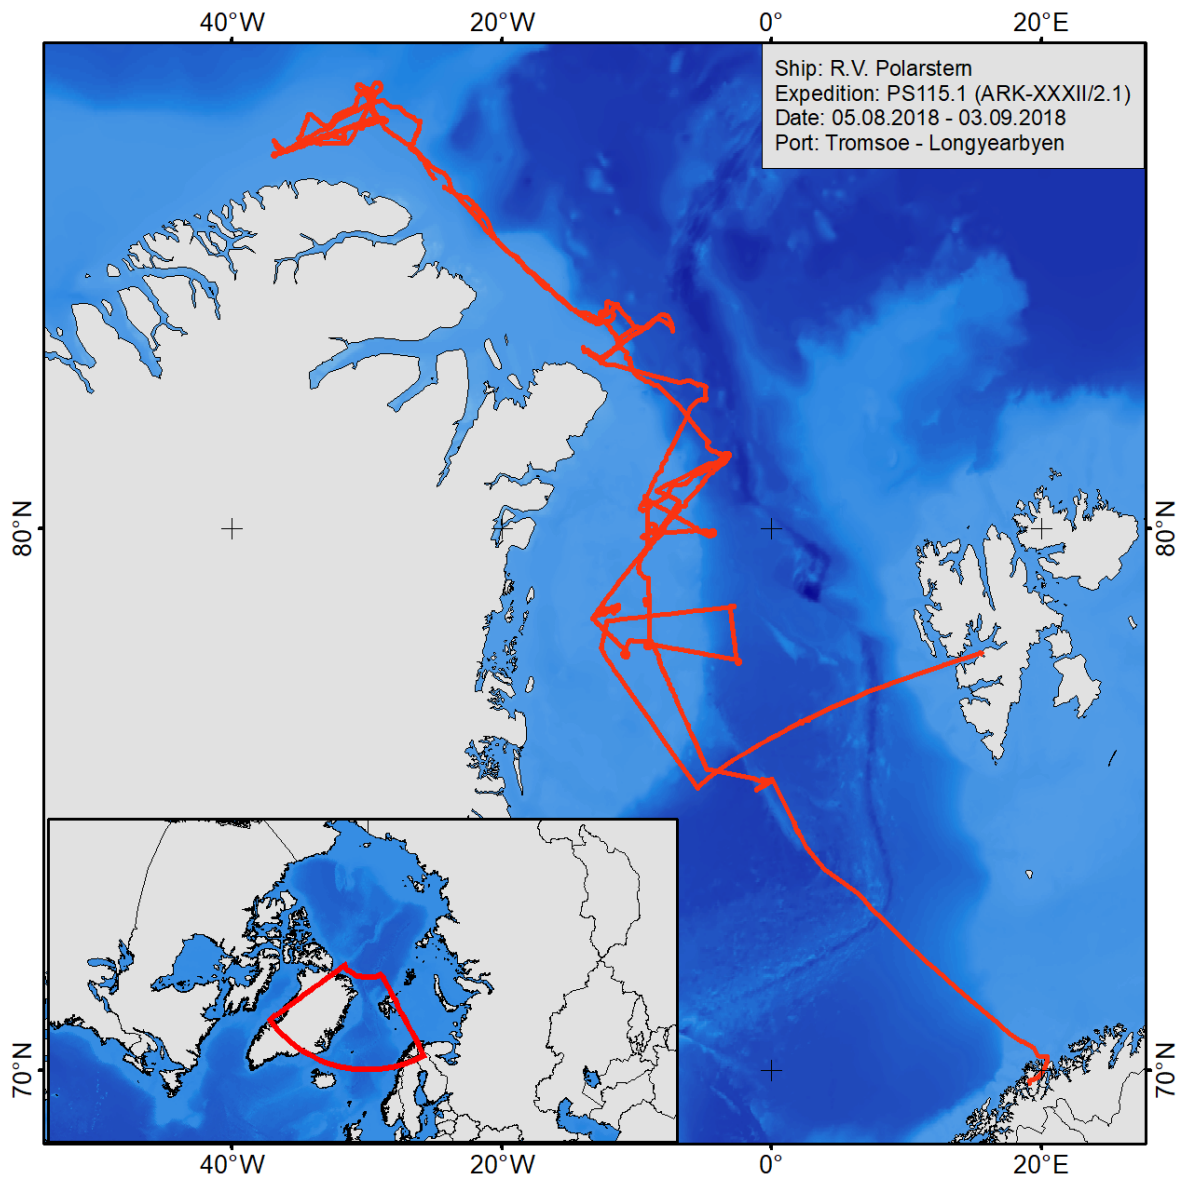 40°W 20°W 0° 20°E
Ship: R.V. Polarstern
Expedition: PS115.1 (ARK-XXXII/2.1)
Date: 05.08.2018 - 03.09.2018
Port: Tromsoe - Longyearbyen
80°N 80°N
70°N 70°N
40°W 20°W 0° 20°E